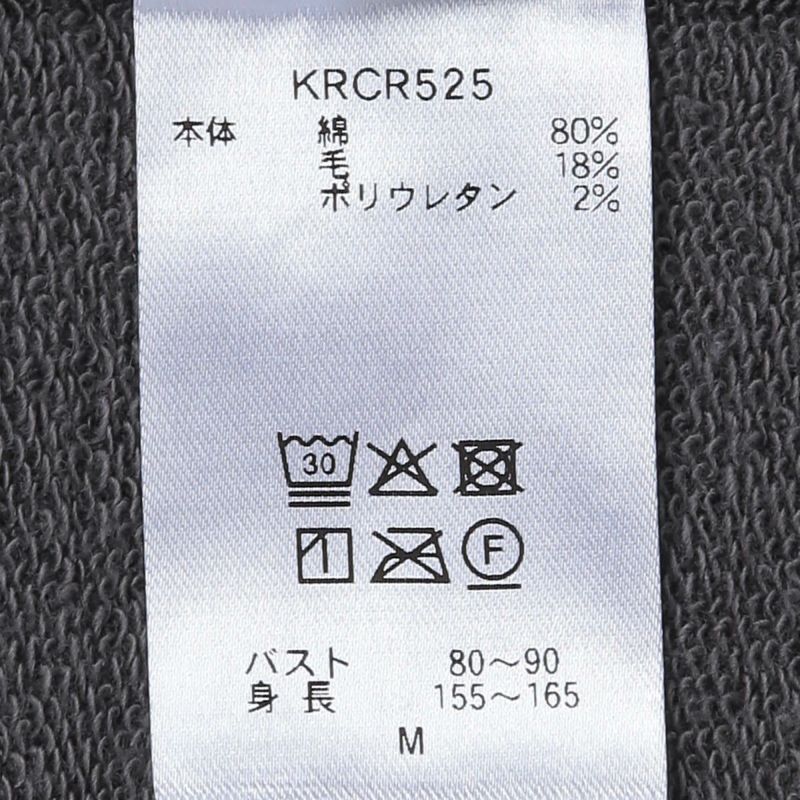 KRCR525
本体 綿 80%
毛 18%
ポリウレタン 2%
30
F
バスト 80～90
身長 155～165
M